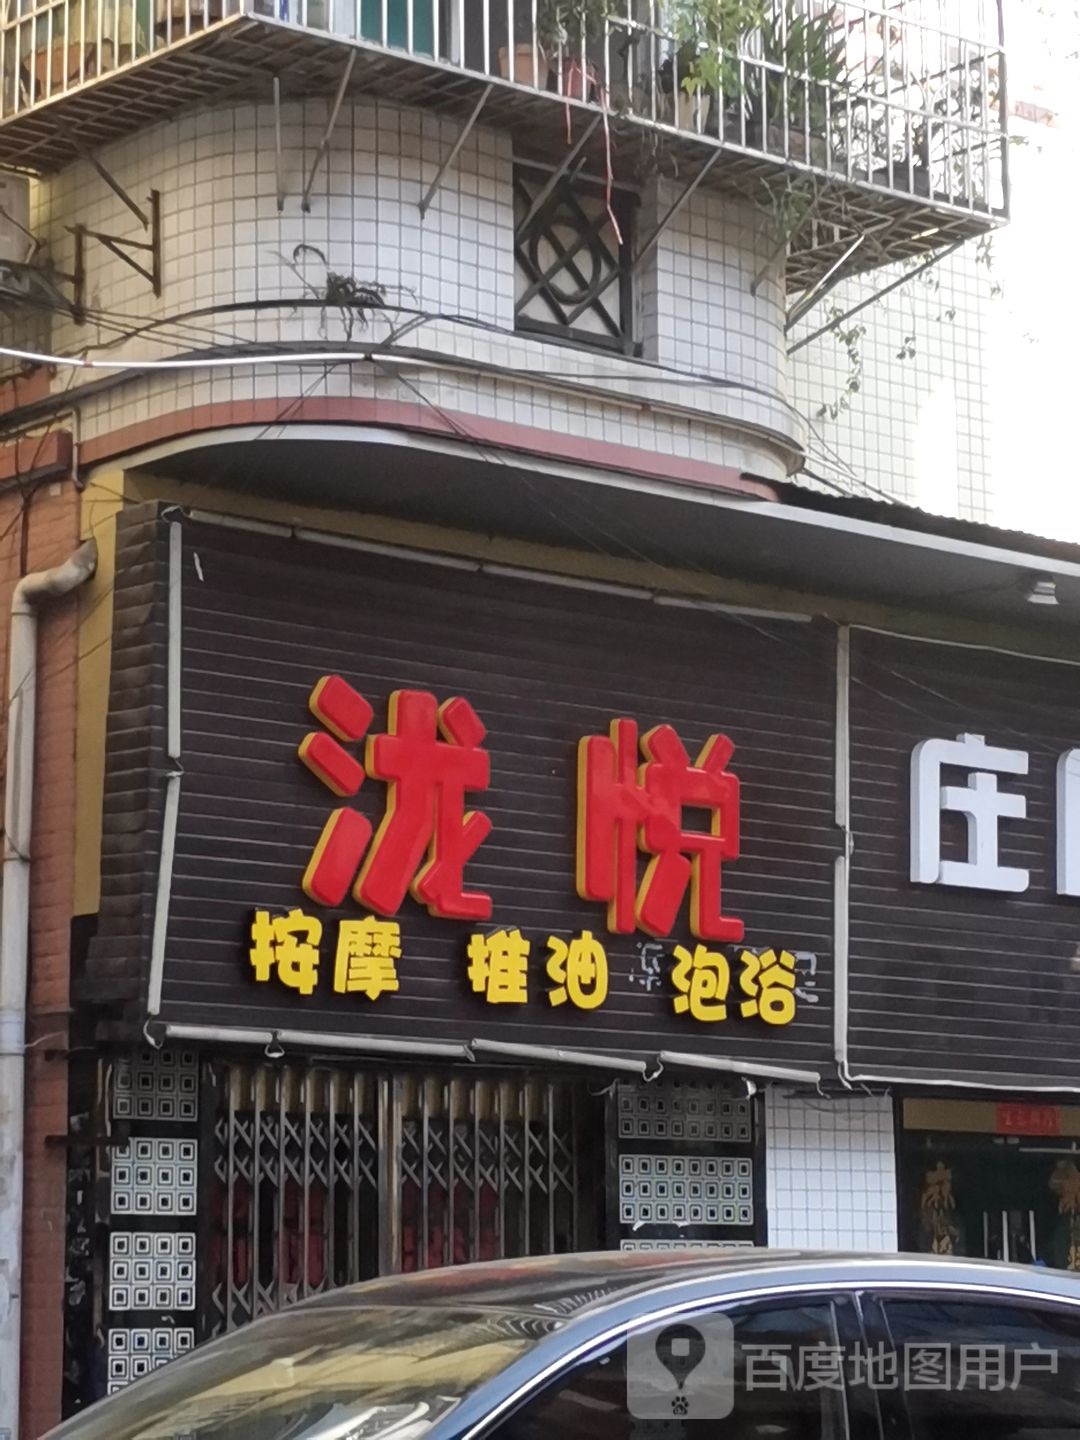 泷悦
按摩 推油 泡浴
庄
百度地图用户